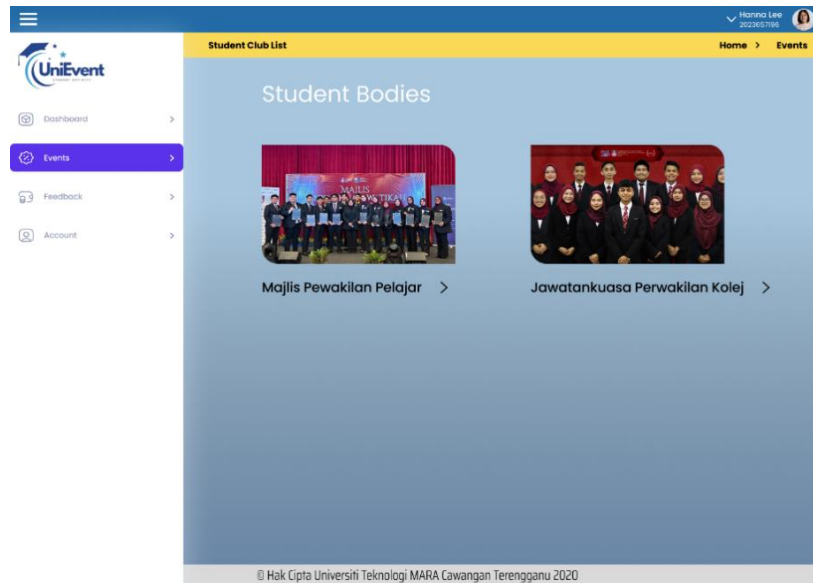 Hanna Lee
2023657196
Student Club List
Home > Events
UniEvent
Student Bodies
Dashboard >
Events >
Feedback >
Account >
MAJLIS
Majlis Pewakilan Pelajar >
Jawatankuasa Perwakilan Kolej >
© Hak Cipta Universiti Teknologi MARA Cawangan Terengganu 2020